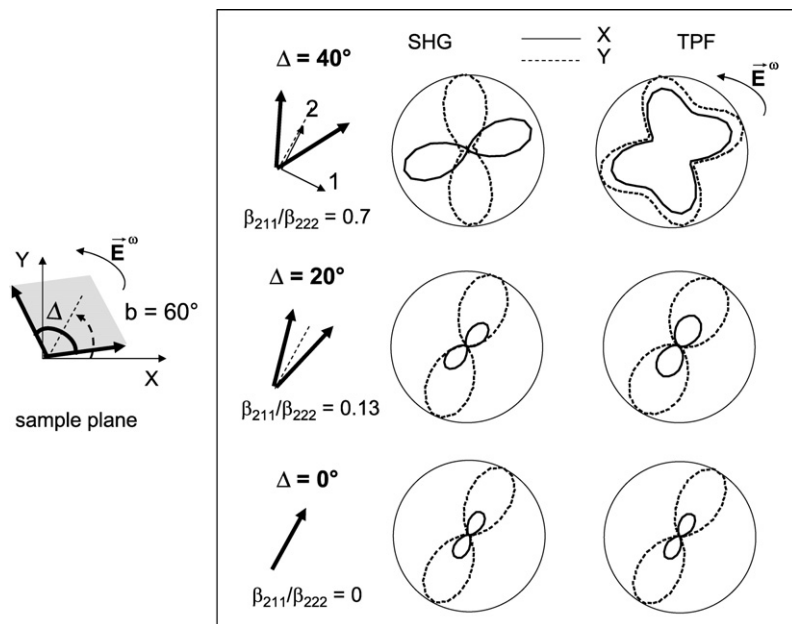 SHG
X
Y
TPF
Δ = 40°
2
1
β211/β222 = 0.7
E ω
Y
E ω
Δ
b = 60°
X
sample plane
Δ = 20°
β211/β222 = 0.13
Δ = 0°
β211/β222 = 0